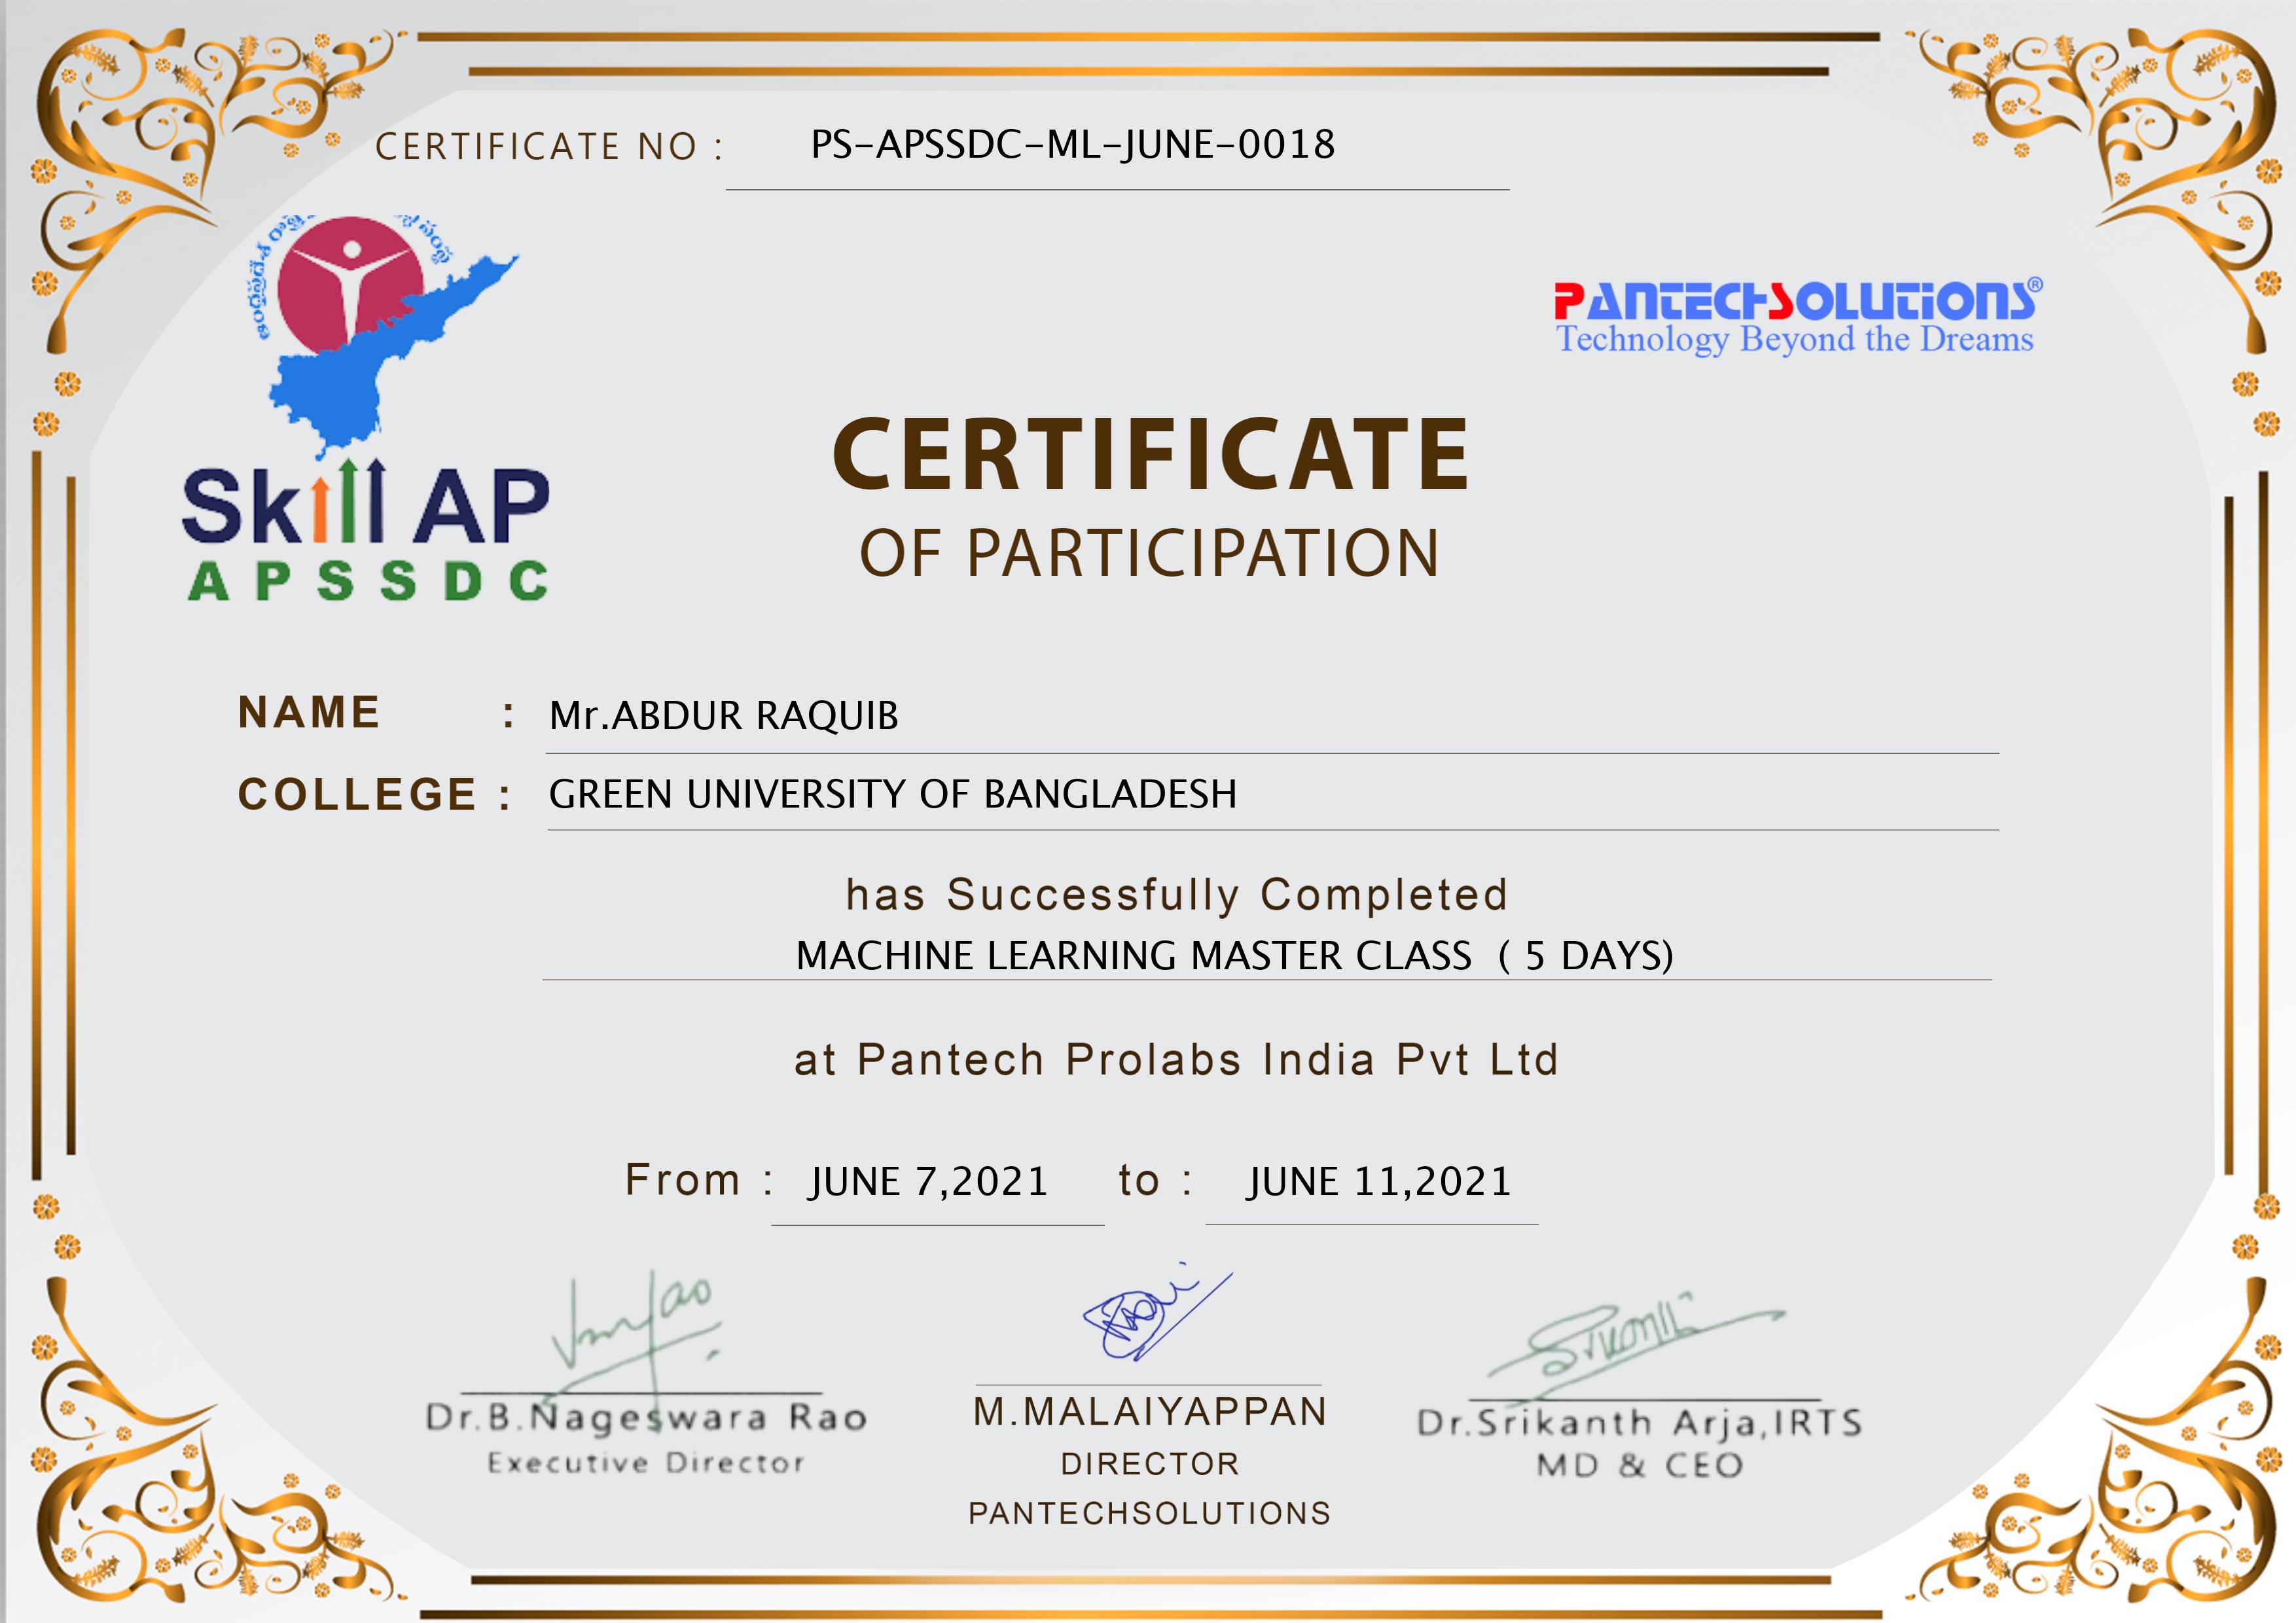 CERTIFICATE NO : PS-APSSDC-ML-JUNE-0018
PANTECHSOLUTIONS®
Technology Beyond the Dreams
Skill AP
APSSDC
CERTIFICATE
OF PARTICIPATION
NAME : Mr.ABDUR RAQUIB
COLLEGE : GREEN UNIVERSITY OF BANGLADESH
has Successfully Completed
MACHINE LEARNING MASTER CLASS ( 5 DAYS)
at Pantech Prolabs India Pvt Ltd
From : JUNE 7,2021 to : JUNE 11,2021
Dr.B.Nageswara Rao
Executive Director
M.MALAIYAPPAN
DIRECTOR
PANTECHSOLUTIONS
Dr.Srikanth Arja,IRTS
MD & CEO